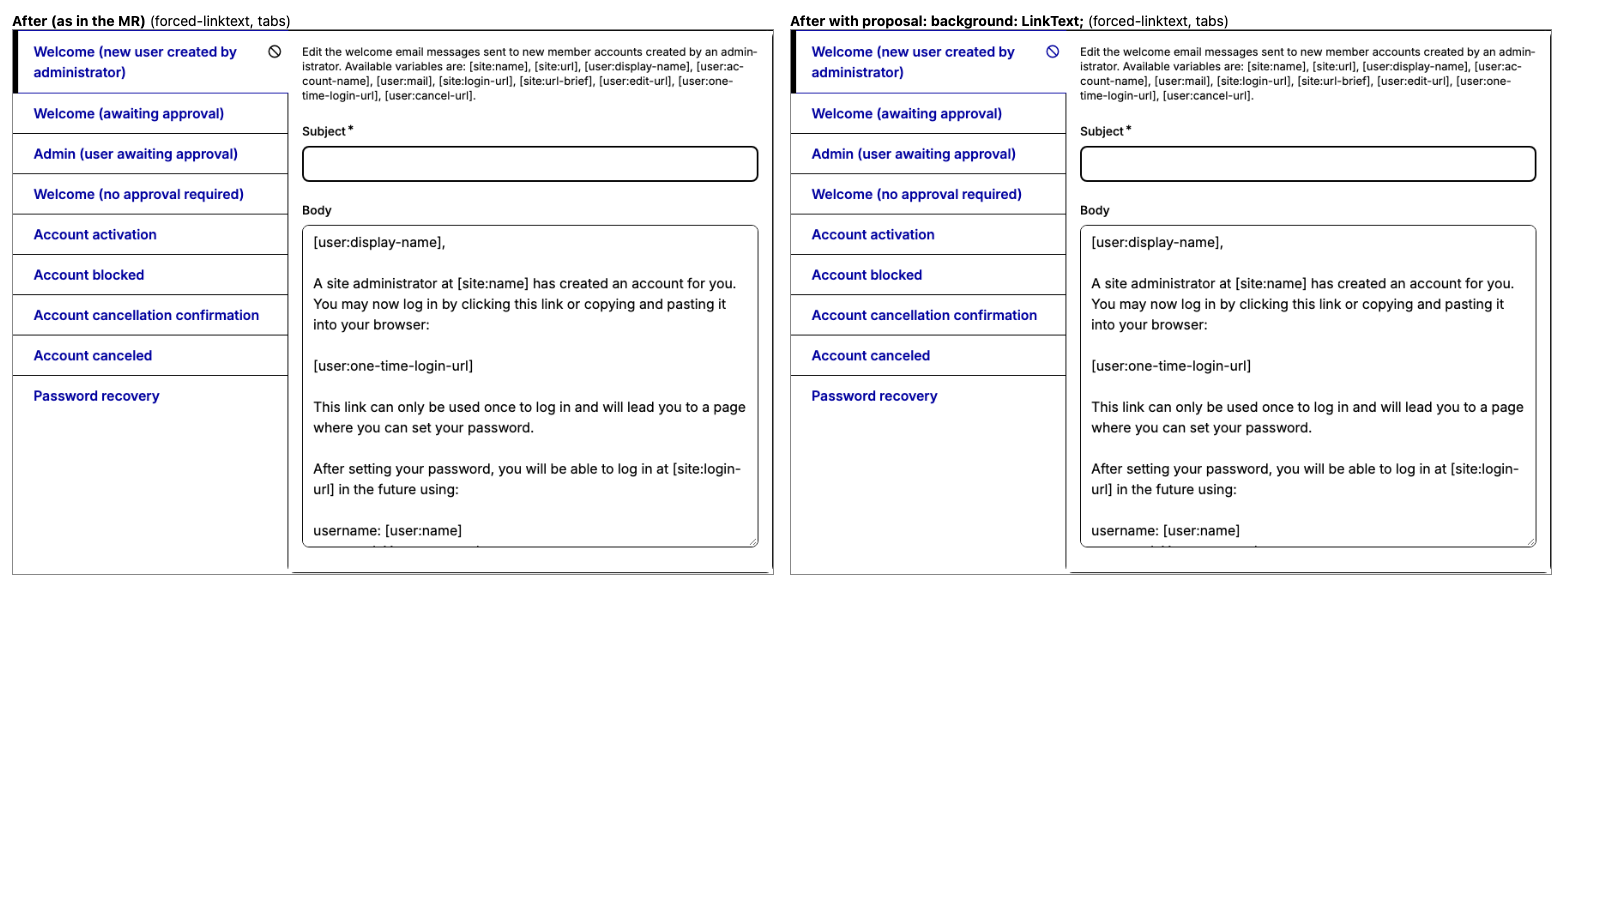 After (as in the MR) (forced-linktext, tabs)
Welcome (new user created by
administrator)
Welcome (awaiting approval)
Admin (user awaiting approval)
Welcome (no approval required)
Account activation
Account blocked
Account cancellation confirmation
Account canceled
Password recovery
Edit the welcome email messages sent to new member accounts created by an admin-
istrator. Available variables are: [site:name], [site:url], [user:display-name], [user:ac-
count-name], [user:mail], [site:login-url], [site:url-brief], [user:edit-url], [user:one-
time-login-url], [user:cancel-url].
Subject*
Body
[user:display-name],
A site administrator at [site:name] has created an account for you.
You may now log in by clicking this link or copying and pasting it
into your browser:
[user:one-time-login-url]
This link can only be used once to log in and will lead you to a page
where you can set your password.
After setting your password, you will be able to log in at [site:login-
url] in the future using:
username: [user:name]
After with proposal: background: LinkText; (forced-linktext, tabs)
Welcome (new user created by
administrator)
Welcome (awaiting approval)
Admin (user awaiting approval)
Welcome (no approval required)
Account activation
Account blocked
Account cancellation confirmation
Account canceled
Password recovery
Edit the welcome email messages sent to new member accounts created by an admin-
istrator. Available variables are: [site:name], [site:url], [user:display-name], [user:ac-
count-name], [user:mail], [site:login-url], [site:url-brief], [user:edit-url], [user:one-
time-login-url], [user:cancel-url].
Subject*
Body
[user:display-name],
A site administrator at [site:name] has created an account for you.
You may now log in by clicking this link or copying and pasting it
into your browser:
[user:one-time-login-url]
This link can only be used once to log in and will lead you to a page
where you can set your password.
After setting your password, you will be able to log in at [site:login-
url] in the future using:
username: [user:name]